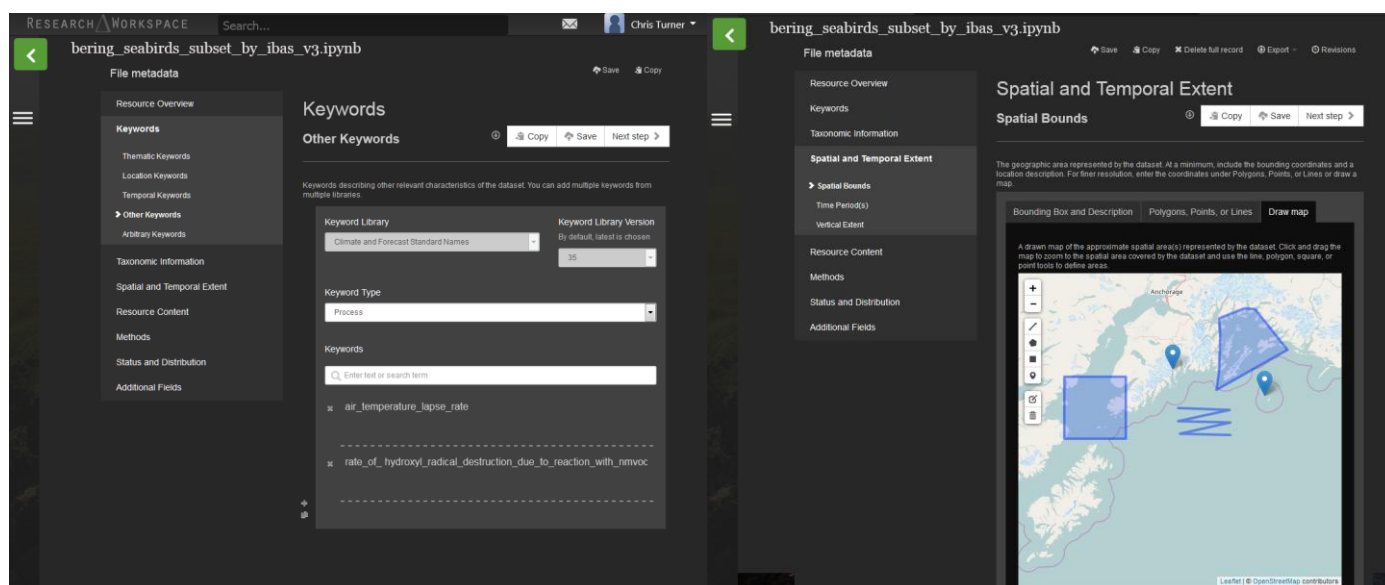 RESEARCH WORKSPACE
Search...
Chris Turner
bering_seabirds_subset_by_ibas_v3.ipynb
File metadata
Save Copy
Resource Overview
Keywords
Thematic Keywords
Location Keywords
Temporal Keywords
Other Keywords
Arbitrary Keywords
Taxonomic Information
Spatial and Temporal Extent
Resource Content
Methods
Status and Distribution
Additional Fields
Keywords
Other Keywords
Copy Save Next step
Keywords describing other relevant characteristics of the dataset. You can add multiple keywords from
multiple libraries.
Keyword Library
Climate and Forecast Standard Names
Keyword Library Version
By default, latest is chosen
35
Keyword Type
Process
Keywords
Enter text or search term
air_temperature_lapse_rate
rate_of_ hydroxyl_radical_destruction_due_to_reaction_with_nmvoc
bering_seabirds_subset_by_ibas_v3.ipynb
File metadata
Save Copy Delete full record Export Revisions
Resource Overview
Keywords
Taxonomic Information
Spatial and Temporal Extent
Spatial Bounds
Time Period(s)
Vertical Extent
Resource Content
Methods
Status and Distribution
Additional Fields
Spatial and Temporal Extent
Spatial Bounds
Copy Save Next step
The geographic area represented by the dataset. At a minimum, include the bounding coordinates and a
location description. For finer resolution, enter the coordinates under Polygons, Points, or Lines or draw a
map.
Bounding Box and Description Polygons, Points, or Lines Draw map
A drawn map of the approximate spatial area(s) represented by the dataset. Click and drag the
map to zoom to the spatial area covered by the dataset and use the line, polygon, square, or
point tools to define areas.
+
−
Anchorage
Leaflet | © OpenStreetMap contributors